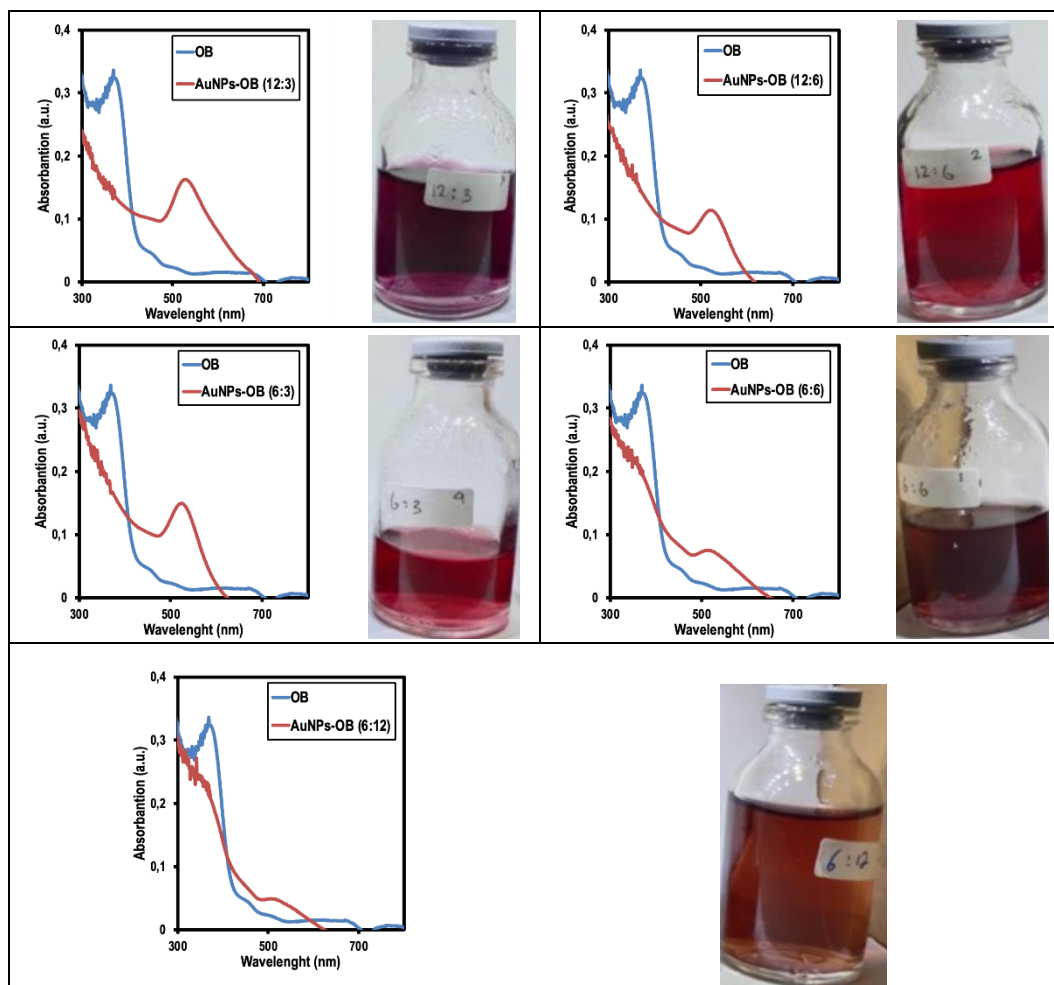 0,4
0,3
0,2
0,1
0
300 500 700
Absorbantion (a.u.)
Wavelenght (nm)
OB
AuNPs-OB (12:3)
12:3
0,4
0,3
0,2
0,1
0
300 500 700
Absorbantion (a.u.)
Wavelenght (nm)
OB
AuNPs-OB (12:6)
12:6 2
0,4
0,3
0,2
0,1
0
300 500 700
Absorbantion (a.u.)
Wavelenght (nm)
OB
AuNPs-OB (6:3)
6:3
0,4
0,3
0,2
0,1
0
300 500 700
Absorbantion (a.u.)
Wavelenght (nm)
OB
AuNPs-OB (6:6)
6:6 1
0,4
0,3
0,2
0,1
0
300 500 700
Absorbantion (a.u.)
Wavelenght (nm)
OB
AuNPs-OB (6:12)
6:12